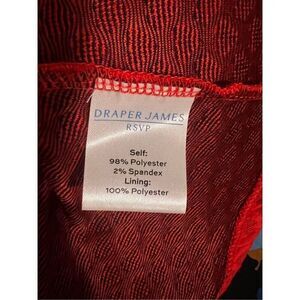 DRAPER JAMES
RSVP
Self:
98% Polyester
2% Spandex
Lining:
100% Polyester